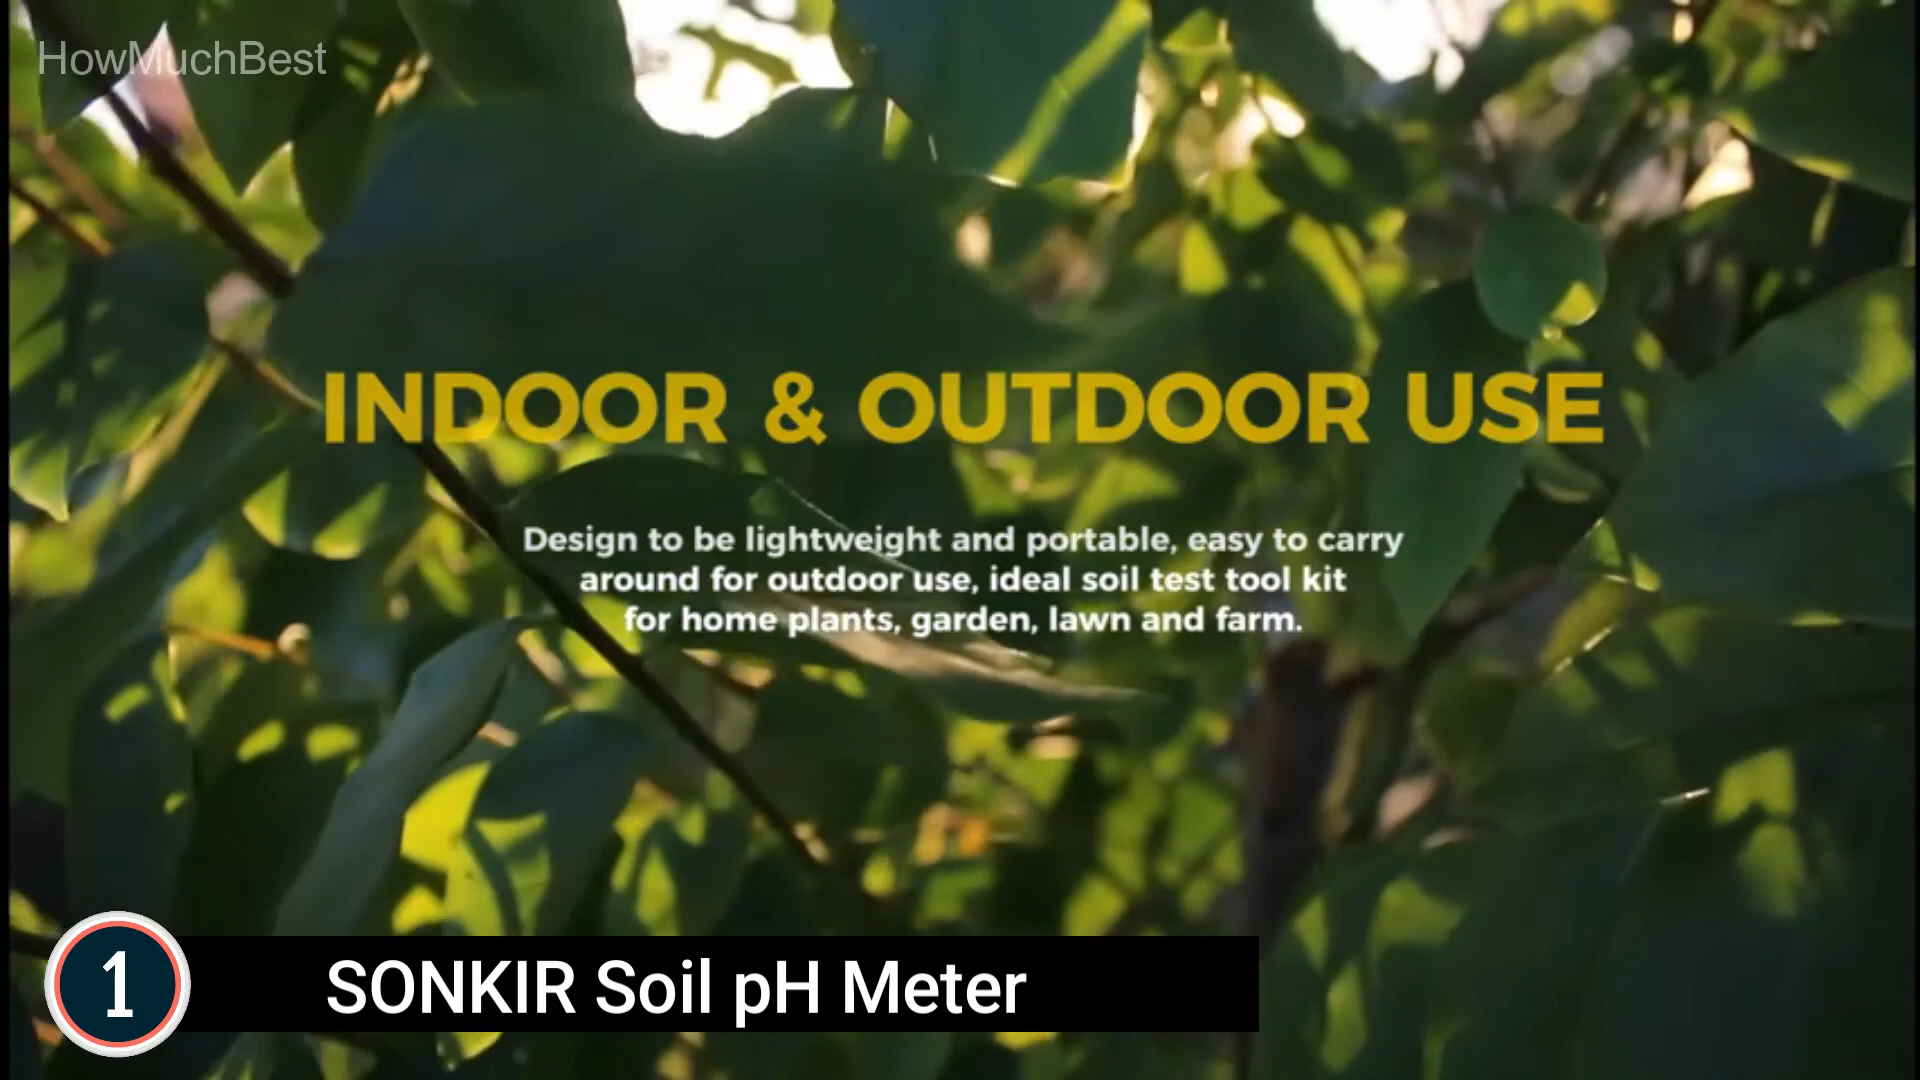 HowMuchBest
INDOOR & OUTDOOR USE
Design to be lightweight and portable, easy to carry
around for outdoor use, ideal soil test tool kit
for home plants, garden, lawn and farm.
1
SONKIR Soil pH Meter